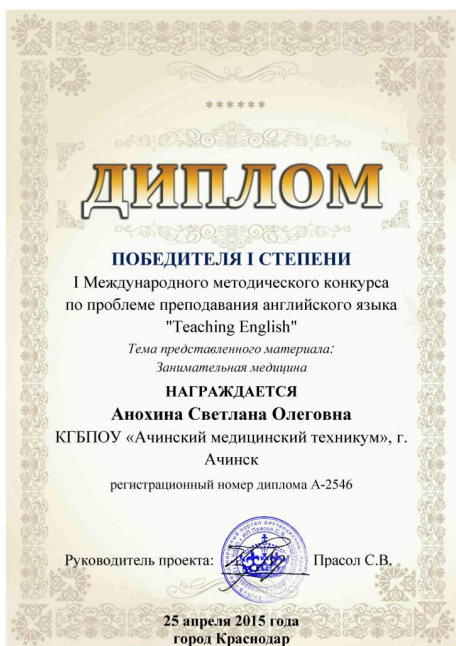 ******
ДИПЛОМ
ПОБЕДИТЕЛЯ I СТЕПЕНИ
I Международного методического конкурса
по проблеме преподавания английского языка
"Teaching English"
Тема представленного материала:
Занимательная медицина
НАГРАЖДАЕТСЯ
Анохина Светлана Олеговна
КГБПОУ «Ачинский медицинский техникум», г.
Ачинск
регистрационный номер диплома А-2546
Руководитель проекта: Прасол С.В.
25 апреля 2015 года
город Краснодар